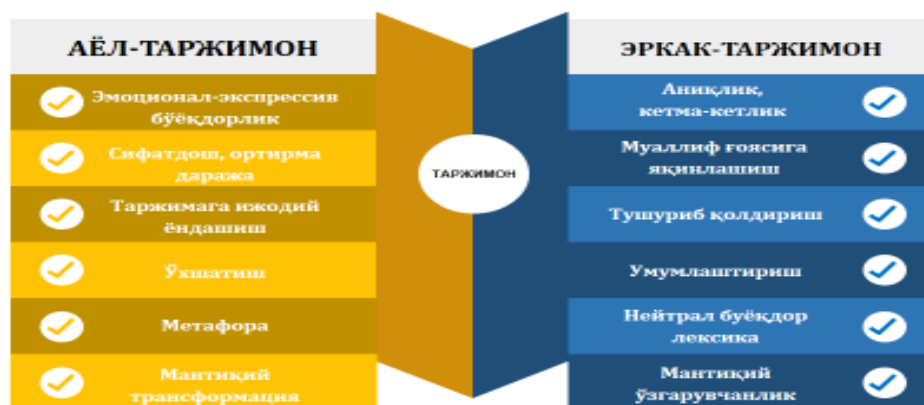 АЁЛ-ТАРЖИМОН
Эмоционал-экспрессив
бўёқдорлик
Сифатдош, ортирма
даража
Таржимага ижодий
ёндашиш
Ўхшатиш
Метафора
Мантиқий
трансформация
ТАРЖИМОН
ЭРКАК-ТАРЖИМОН
Аниқлик,
кетма-кетлик
Муаллиф ғоясига
яқинлашиш
Тушуриб қолдириш
Умумлаштириш
Нейтрал буёқдор
лексика
Мантиқий
ўзгарувчанлик